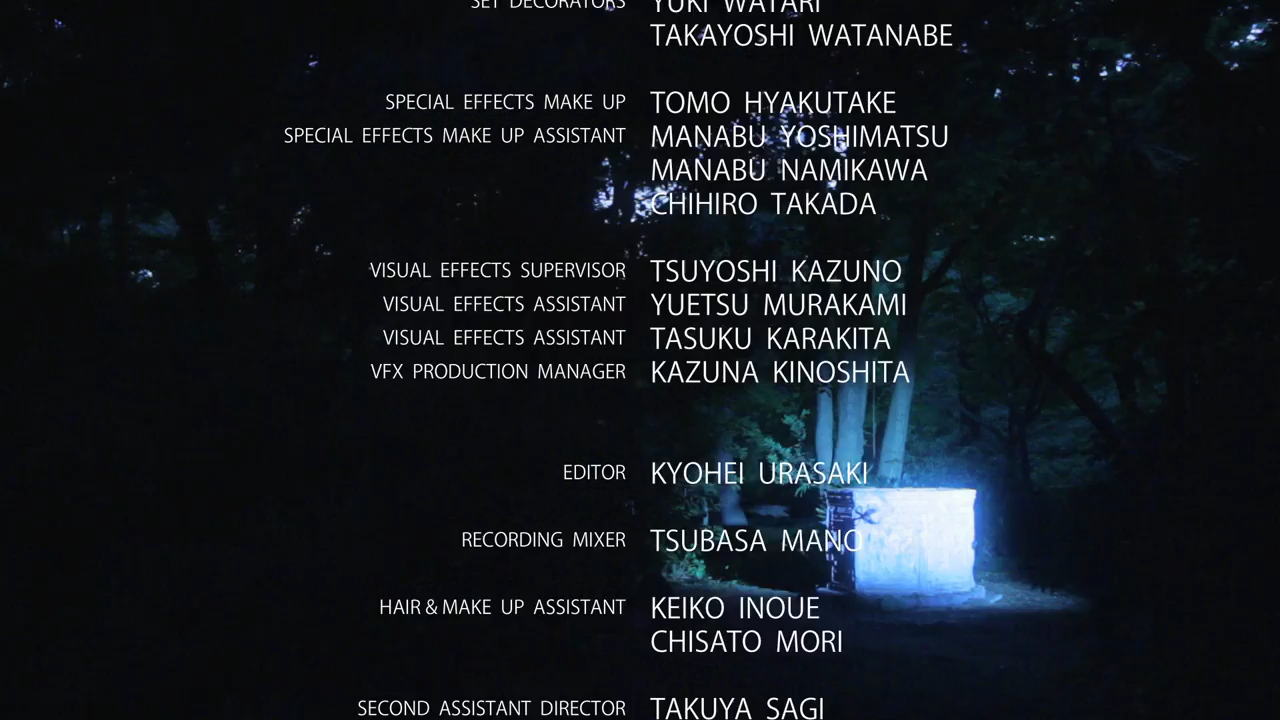 SET DECORATORS YUKI WATARI
TAKAYOSHI WATANABE
SPECIAL EFFECTS MAKE UP TOMO HYAKUTAKE
SPECIAL EFFECTS MAKE UP ASSISTANT MANABU YOSHIMATSU
MANABU NAMIKAWA
CHIHIRO TAKADA
VISUAL EFFECTS SUPERVISOR TSUYOSHI KAZUNO
VISUAL EFFECTS ASSISTANT YUETSU MURAKAMI
VISUAL EFFECTS ASSISTANT TASUKU KARAKITA
VFX PRODUCTION MANAGER KAZUNA KINOSHITA
EDITOR KYOHEI URASAKI
RECORDING MIXER TSUBASA MANO
HAIR & MAKE UP ASSISTANT KEIKO INOUE
CHISATO MORI
SECOND ASSISTANT DIRECTOR TAKUYA SAGI